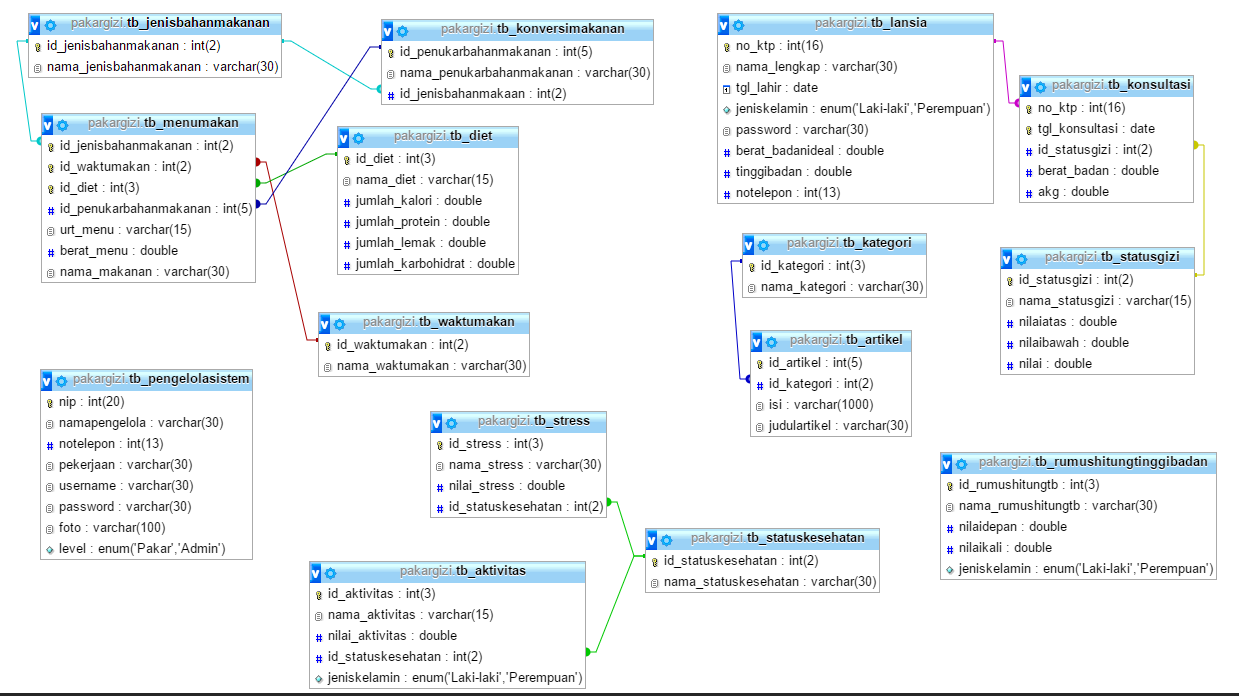 pakargizi.tb_jenisbahanmakanan
id_jenisbahanmakanan : int(2)
nama_jenisbahanmakanan : varchar(30)
pakargizi.tb_konversimakanan
id_penukarbahanmakanan : int(5)
nama_penukarbahanmakanan : varchar(30)
id_jenisbahanmakaan : int(2)
pakargizi.tb_lansia
no_ktp : int(16)
nama_lengkap : varchar(30)
tgl_lahir : date
jeniskelamin : enum('Laki-laki','Perempuan')
password : varchar(30)
berat_badanideal : double
tinggibadan : double
notelepon : int(13)
pakargizi.tb_konsultasi
no_ktp : int(16)
tgl_konsultasi : date
id_statusgizi : int(2)
berat_badan : double
akg : double
pakargizi.tb_menumakan
id_jenisbahanmakanan : int(2)
id_waktumakan : int(2)
id_diet : int(3)
id_penukarbahanmakanan : int(5)
urt_menu : varchar(15)
berat_menu : double
nama_makanan : varchar(30)
pakargizi.tb_diet
id_diet : int(3)
nama_diet : varchar(15)
jumlah_kalori : double
jumlah_protein : double
jumlah_lemak : double
jumlah_karbohidrat : double
pakargizi.tb_kategori
id_kategori : int(3)
nama_kategori : varchar(30)
pakargizi.tb_statusgizi
id_statusgizi : int(2)
nama_statusgizi : varchar(15)
nilaiatas : double
nilaibawah : double
nilai : double
pakargizi.tb_waktumakan
id_waktumakan : int(2)
nama_waktumakan : varchar(30)
pakargizi.tb_artikel
id_artikel : int(5)
id_kategori : int(2)
isi : varchar(1000)
judulartikel : varchar(30)
pakargizi.tb_pengelolasistem
nip : int(20)
namapengelola : varchar(30)
notelepon : int(13)
pekerjaan : varchar(30)
username : varchar(30)
password : varchar(30)
foto : varchar(100)
level : enum('Pakar','Admin')
pakargizi.tb_stress
id_stress : int(3)
nama_stress : varchar(30)
nilai_stress : double
id_statuskesehatan : int(2)
pakargizi.tb_rumushitungtinggibadan
id_rumushitungtb : int(3)
nama_rumushitungtb : varchar(30)
nilaidepan : double
nilaikali : double
jeniskelamin : enum('Laki-laki','Perempuan')
pakargizi.tb_statuskesehatan
id_statuskesehatan : int(2)
nama_statuskesehatan : varchar(30)
pakargizi.tb_aktivitas
id_aktivitas : int(3)
nama_aktivitas : varchar(15)
nilai_aktivitas : double
id_statuskesehatan : int(2)
jeniskelamin : enum('Laki-laki','Perempuan')